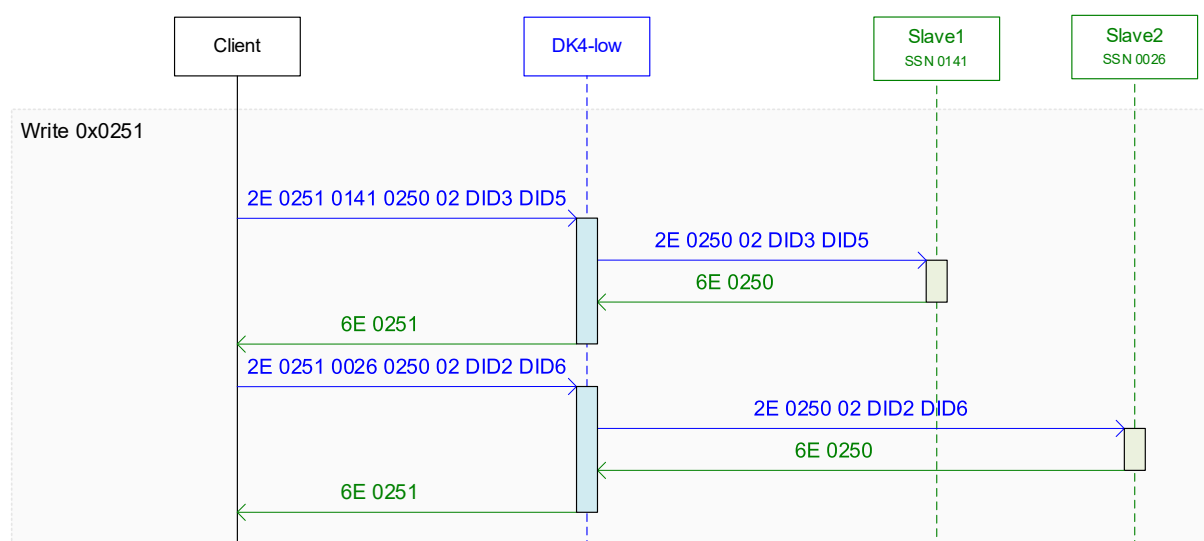 Client
DK4-low
Slave1
SSN 0141
Slave2
SSN 0026
Write 0x0251
2E 0251 0141 0250 02 DID3 DID5
2E 0250 02 DID3 DID5
6E 0250
6E 0251
2E 0251 0026 0250 02 DID2 DID6
2E 0250 02 DID2 DID6
6E 0250
6E 0251